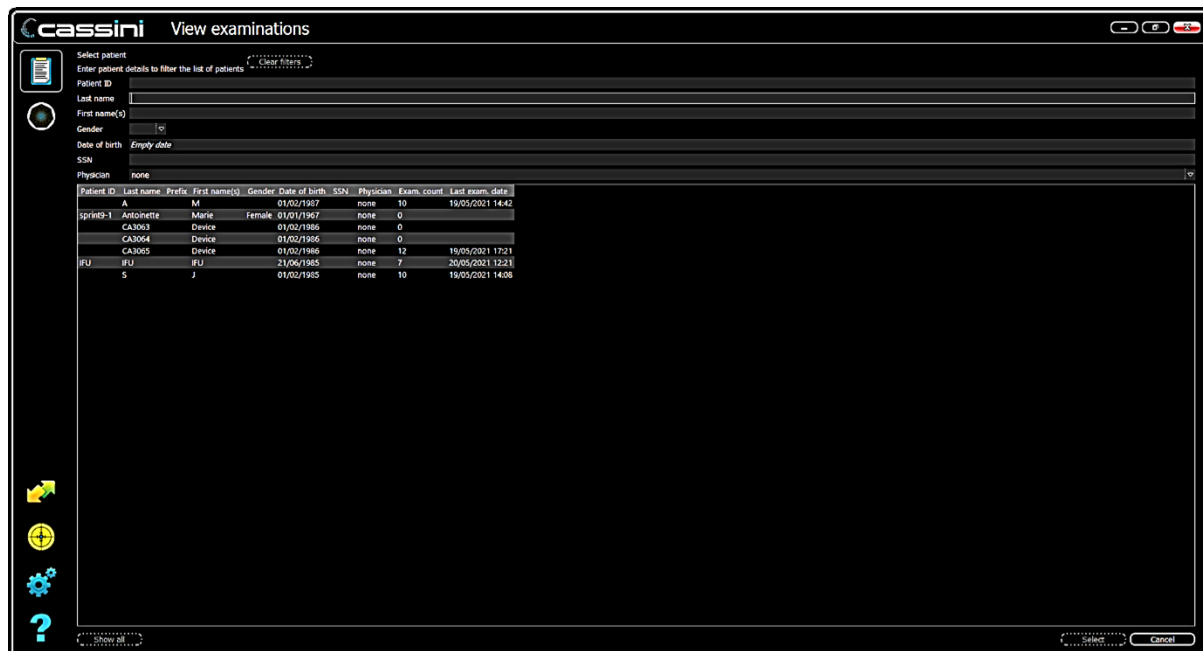 cassini View examinations
Select patient
Enter patient details to filter the list of patients Clear filters
Patient ID
Last name
First name(s)
Gender
Date of birth Empty date
SSN
Physician none
Patient ID Last name Prefix First name(s) Gender Date of birth SSN Physician Exam. count Last exam. date
A M 01/02/1987 none 10 19/05/2021 14:42
sprint9-1 Antoinette Marie Female 01/01/1967 none 0
CA3063 Device 01/02/1986 none 0
CA3064 Device 01/02/1986 none 0
CA3065 Device 01/02/1986 none 12 19/05/2021 17:21
IFU IFU IFU 21/06/1985 none 7 20/05/2021 12:21
S J 01/02/1985 none 10 19/05/2021 14:08
?
Show all Select Cancel